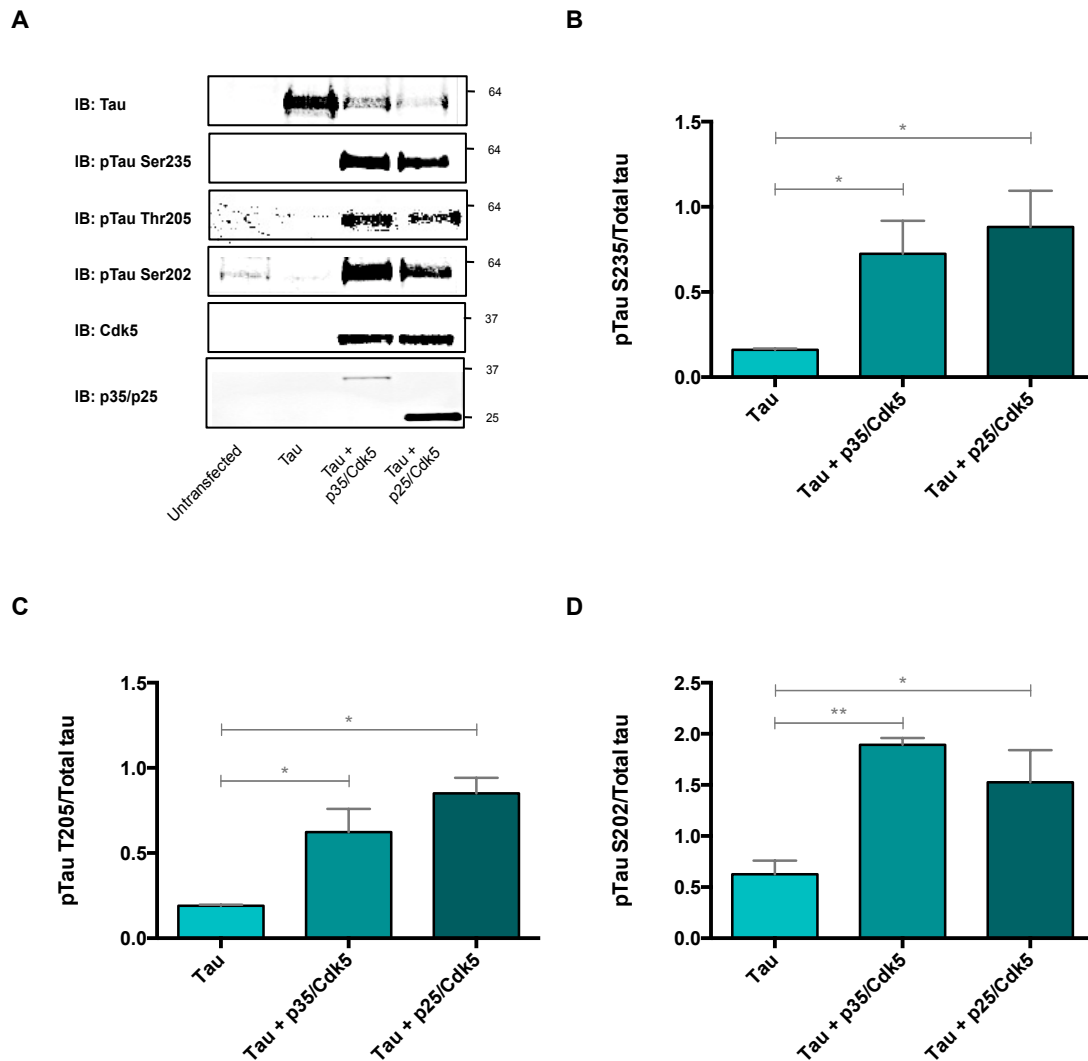 A
IB: Tau
64
IB: pTau Ser235
64
IB: pTau Thr205
64
IB: pTau Ser202
64
IB: Cdk5
37
IB: p35/p25
37
25
Untransfected
Tau
Tau +
p35/Cdk5
Tau +
p25/Cdk5
B
pTau S235/Total tau
1.5
1.0
0.5
0.0
*
*
Tau
Tau + p35/Cdk5
Tau + p25/Cdk5
C
pTau T205/Total tau
1.5
1.0
0.5
0.0
*
*
Tau
Tau + p35/Cdk5
Tau + p25/Cdk5
D
pTau S202/Total tau
2.5
2.0
1.5
1.0
0.5
0.0
*
**
Tau
Tau + p35/Cdk5
Tau + p25/Cdk5